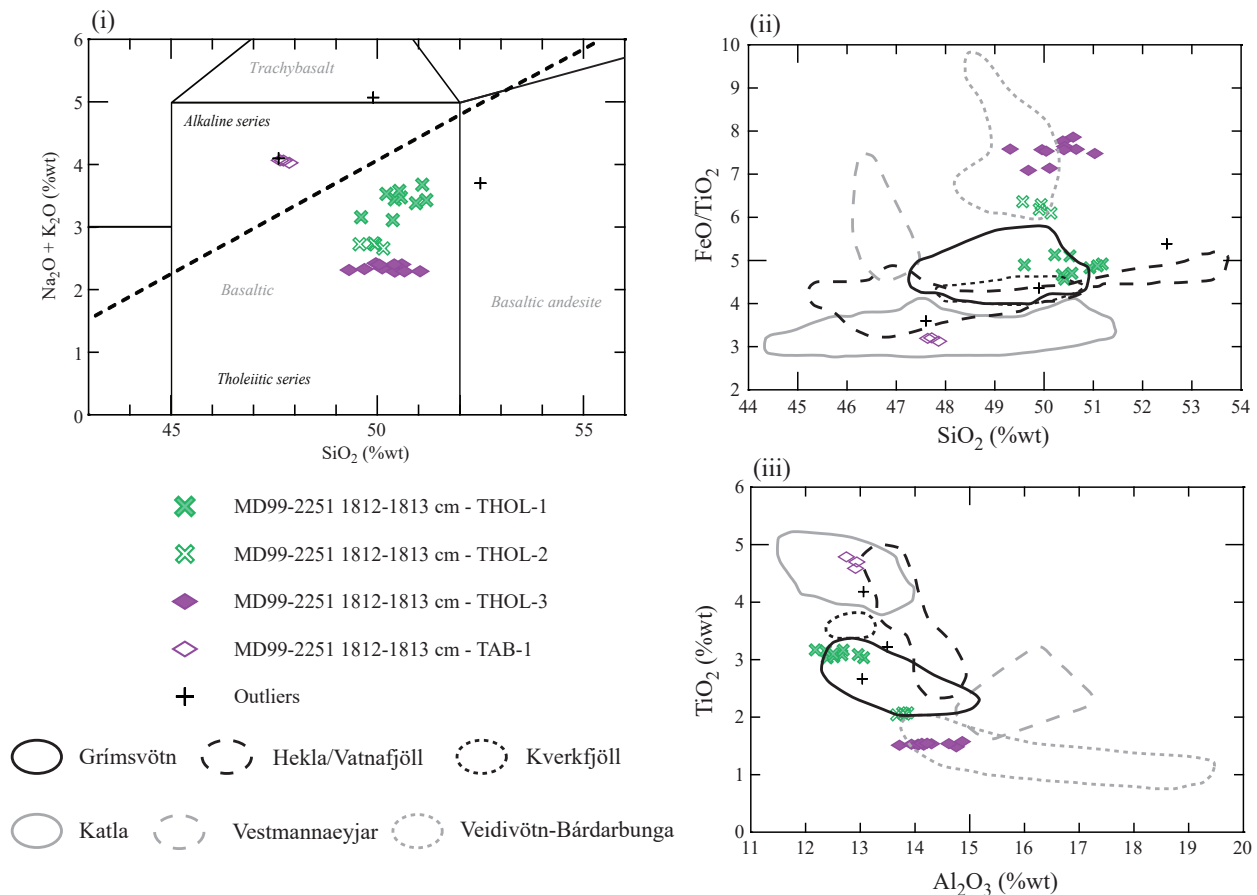 (i)
6
5
4
3
2
1
0
Na₂O + K₂O (%wt)
Trachybasalt
Alkaline series
Basaltic
Basaltic andesite
Tholeiitic series
45
50
55
SiO₂ (%wt)
(ii)
10
9
8
7
6
5
4
3
2
FeO/TiO₂
44
45
46
47
48
49
50
51
52
53
54
SiO₂ (%wt)
MD99-2251 1812-1813 cm - THOL-1
MD99-2251 1812-1813 cm - THOL-2
MD99-2251 1812-1813 cm - THOL-3
MD99-2251 1812-1813 cm - TAB-1
Outliers
Grímsvötn
Hekla/Vatnafjöll
Kverkfjöll
Katla
Vestmannaeyjar
Veidivötn-Bárdarbunga
(iii)
6
5
4
3
2
1
0
TiO₂ (%wt)
11
12
13
14
15
16
17
18
19
20
Al₂O₃ (%wt)